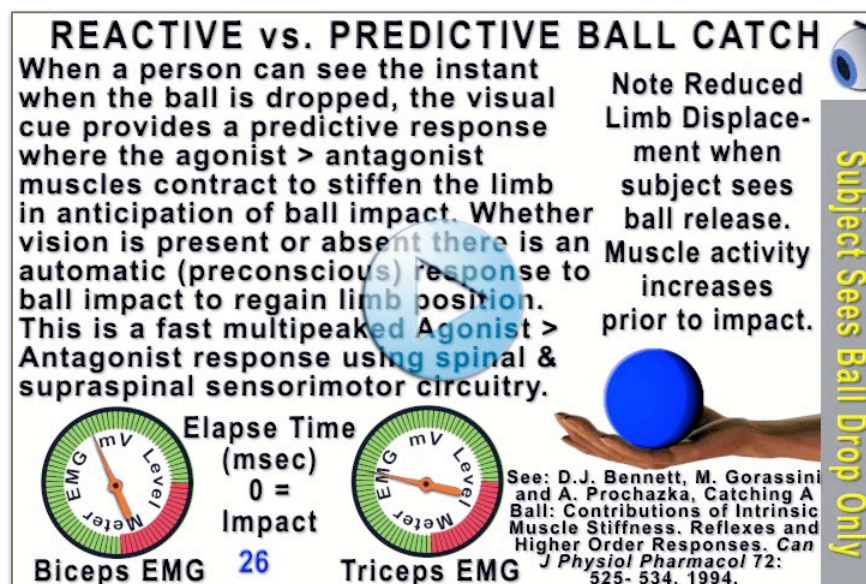 REACTIVE vs. PREDICTIVE BALL CATCH
When a person can see the instant
when the ball is dropped, the visual
cue provides a predictive response
where the agonist > antagonist
muscles contract to stiffen the limb
in anticipation of ball impact. Whether
vision is present or absent there is an
automatic (preconscious) response to
ball impact to regain limb position.
This is a fast multipeaked Agonist >
Antagonist response using spinal &
supraspinal sensorimotor circuitry.
Note Reduced
Limb Displace-
ment when
subject sees
ball release.
Muscle activity
increases
prior to impact.
Subject Sees Ball Drop Only
EMG mV Level Meter
Biceps EMG
Elapse Time
(msec)
0 =
Impact
26
EMG mV Level Meter
Triceps EMG
See: D.J. Bennett, M. Gorassini
and A. Prochazka, Catching A
Ball: Contributions of Intrinsic
Muscle Stiffness. Reflexes and
Higher Order Responses. Can
J Physiol Pharmacol 72:
525- 534. 1994.